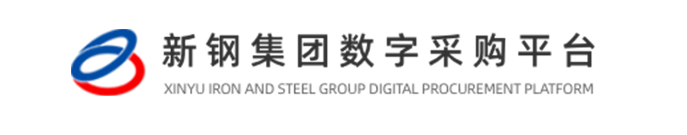 新钢集团数字采购平台
XINYU IRON AND STEEL GROUP DIGITAL PROCUREMENT PLATFORM